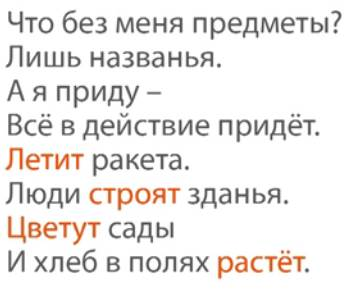 Что без меня предметы?
Лишь названья.
А я приду –
Всё в действие придёт.
Летит ракета.
Люди строят зданья.
Цветут сады
И хлеб в полях растёт.